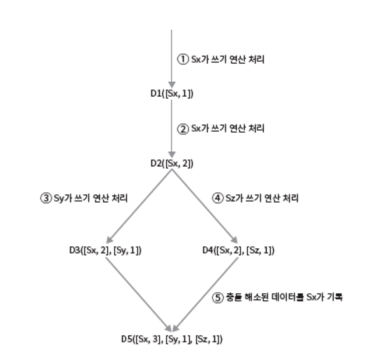 ① Sx가 쓰기 연산 처리
D1([Sx, 1])
② Sx가 쓰기 연산 처리
D2([Sx, 2])
③ Sy가 쓰기 연산 처리
④ Sz가 쓰기 연산 처리
D3([Sx, 2], [Sy, 1])
D4([Sx, 2], [Sz, 1])
⑤ 충돌 해소된 데이터를 Sx가 기록
D5([Sx, 3], [Sy, 1], [Sz, 1])